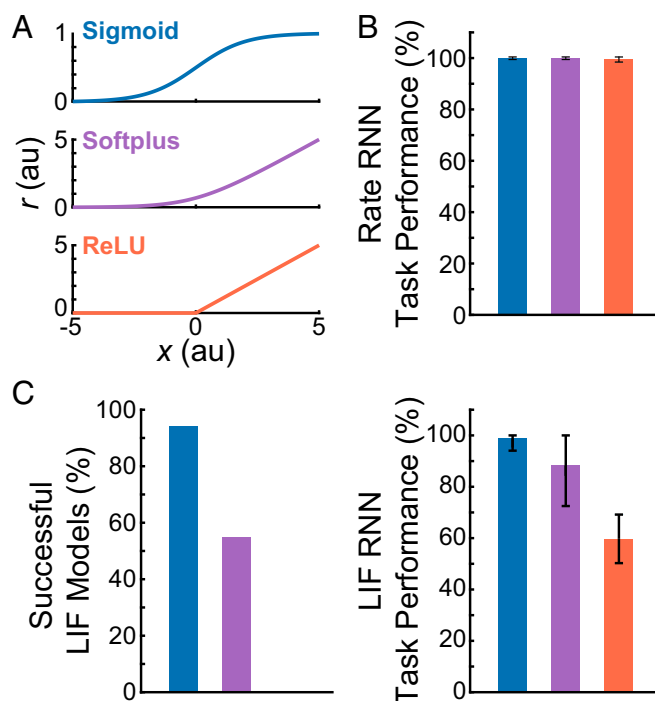 A
Sigmoid
1
0
Softplus
5
0
r (au)
ReLU
5
0
-5
0
5
x (au)
B
Rate RNN
Task Performance (%)
100
80
60
40
20
0
C
Successful
LIF Models (%)
100
80
60
40
20
0
LIF RNN
Task Performance (%)
100
80
60
40
20
0